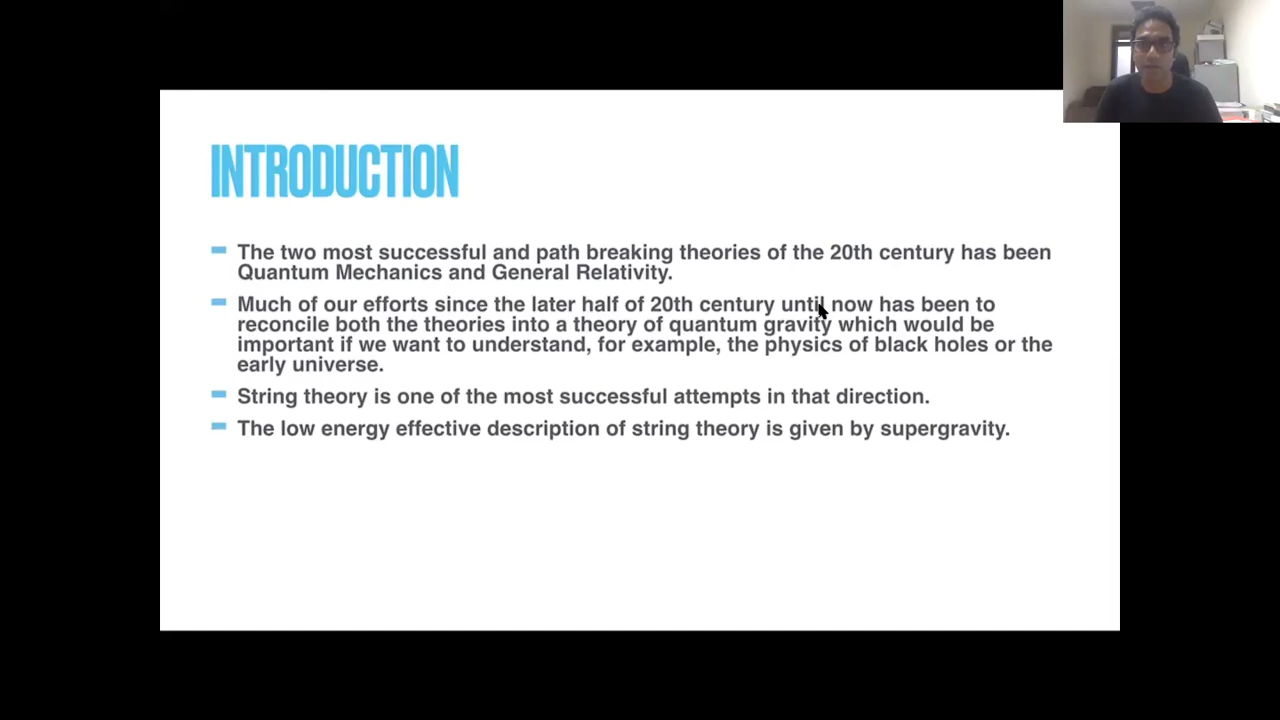 INTRODUCTION
The two most successful and path breaking theories of the 20th century has been
Quantum Mechanics and General Relativity.
Much of our efforts since the later half of 20th century until now has been to
reconcile both the theories into a theory of quantum gravity which would be
important if we want to understand, for example, the physics of black holes or the
early universe.
String theory is one of the most successful attempts in that direction.
The low energy effective description of string theory is given by supergravity.